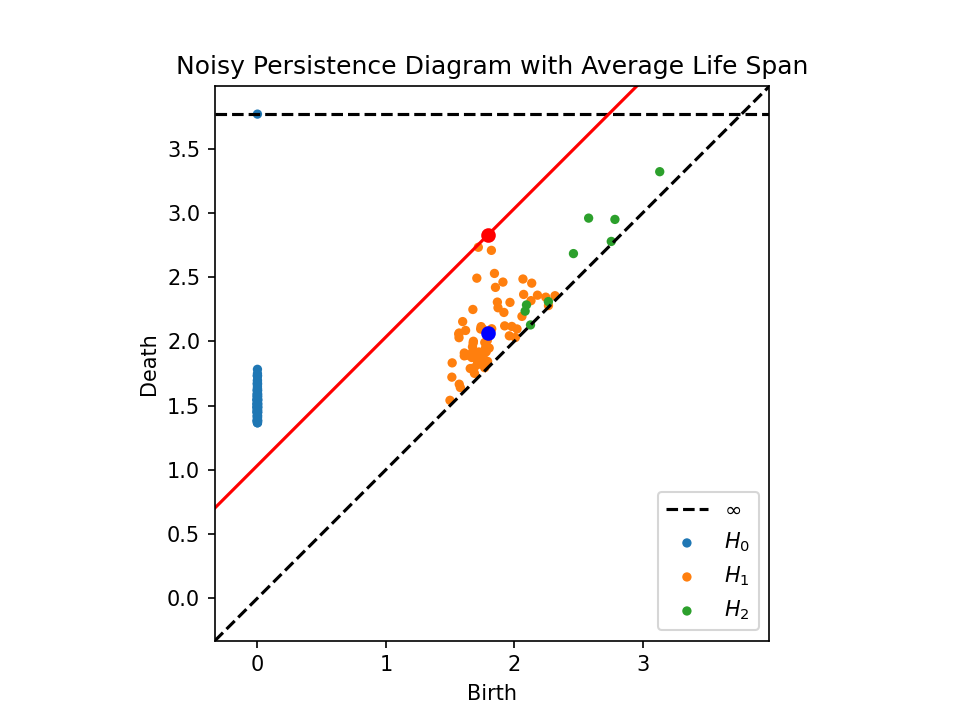 Noisy Persistence Diagram with Average Life Span
Death
3.5
3.0
2.5
2.0
1.5
1.0
0.5
0.0
∞
H₀
H₁
H₂
0 1 2 3
Birth